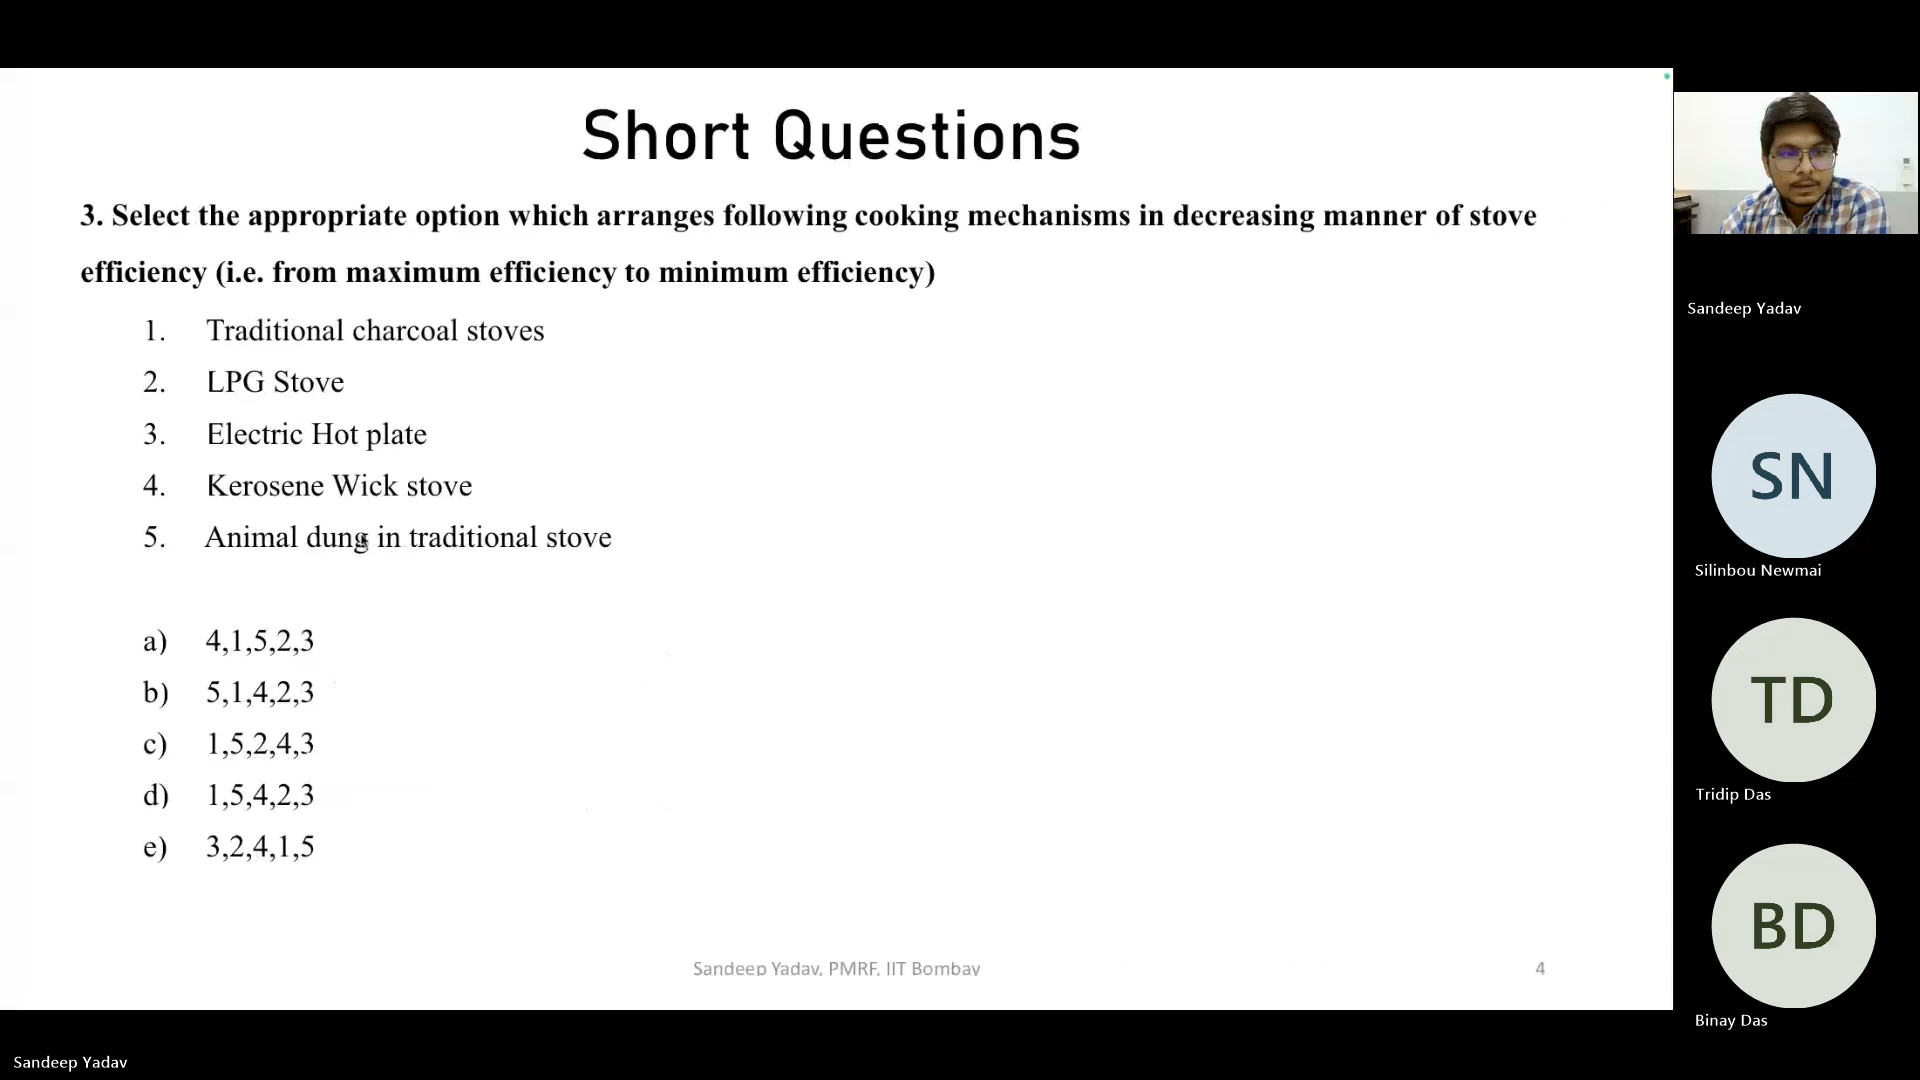 Short Questions
3. Select the appropriate option which arranges following cooking mechanisms in decreasing manner of stove
efficiency (i.e. from maximum efficiency to minimum efficiency)
1. Traditional charcoal stoves
2. LPG Stove
3. Electric Hot plate
4. Kerosene Wick stove
5. Animal dung in traditional stove
a) 4,1,5,2,3
b) 5,1,4,2,3
c) 1,5,2,4,3
d) 1,5,4,2,3
e) 3,2,4,1,5
Sandeep Yadav, PMRF, IIT Bombay
4
Sandeep Yadav
SN
Silinbou Newmai
TD
Tridip Das
BD
Binay Das
Sandeep Yadav